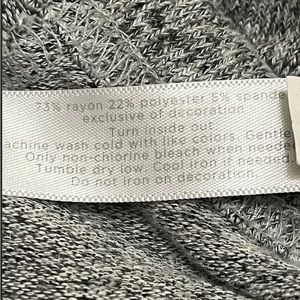 73% rayon 22% polyester 5% spande
exclusive of decoration
Turn inside out
achine wash cold with like colors. Gentle
Only non-chlorine bleach when needed
Tumble dry low. Cool iron if needed
Do not iron on decoration.